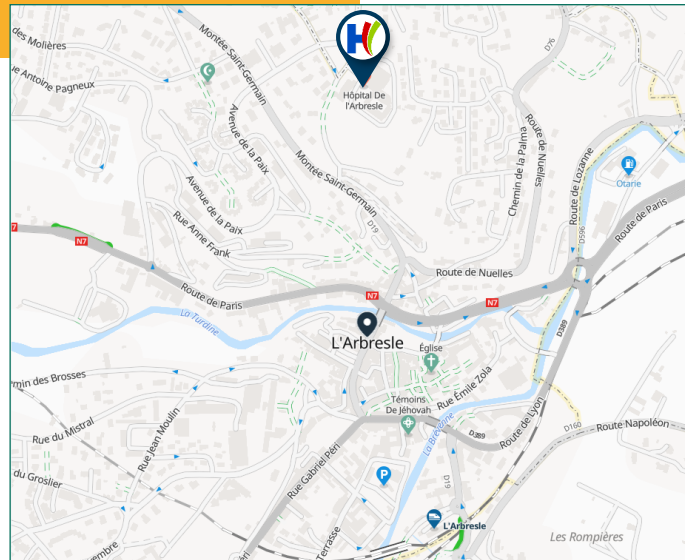 des Molières
ue Antoine Pagneux
Montée Saint-Germain
Avenue de la Paix
Avenue de la Paix
Rue Anne Frank
H
Hôpital De
l'Arbresle
Montée Saint-Germain
D19
D76
Chemin de la Palma
Route de Nuelles
Route de Nuelles
Route de Lozanne
D596
Otarie
Route de Paris
7
N7
Route de Paris
N7
N7
La Turdine
L'Arbresle
Église
D389
min des Brosses
Témoins
De Jéhovah
Rue Émile Zola
Rue du Mistral
Rue Jean Moulin
Rue Gabriel Péri
D389
La Brévenne
Route de Lyon
D160
Route Napoléon
du Groslier
P
D19
L'Arbresle
Les Rompières
embre
éri
Terrasse